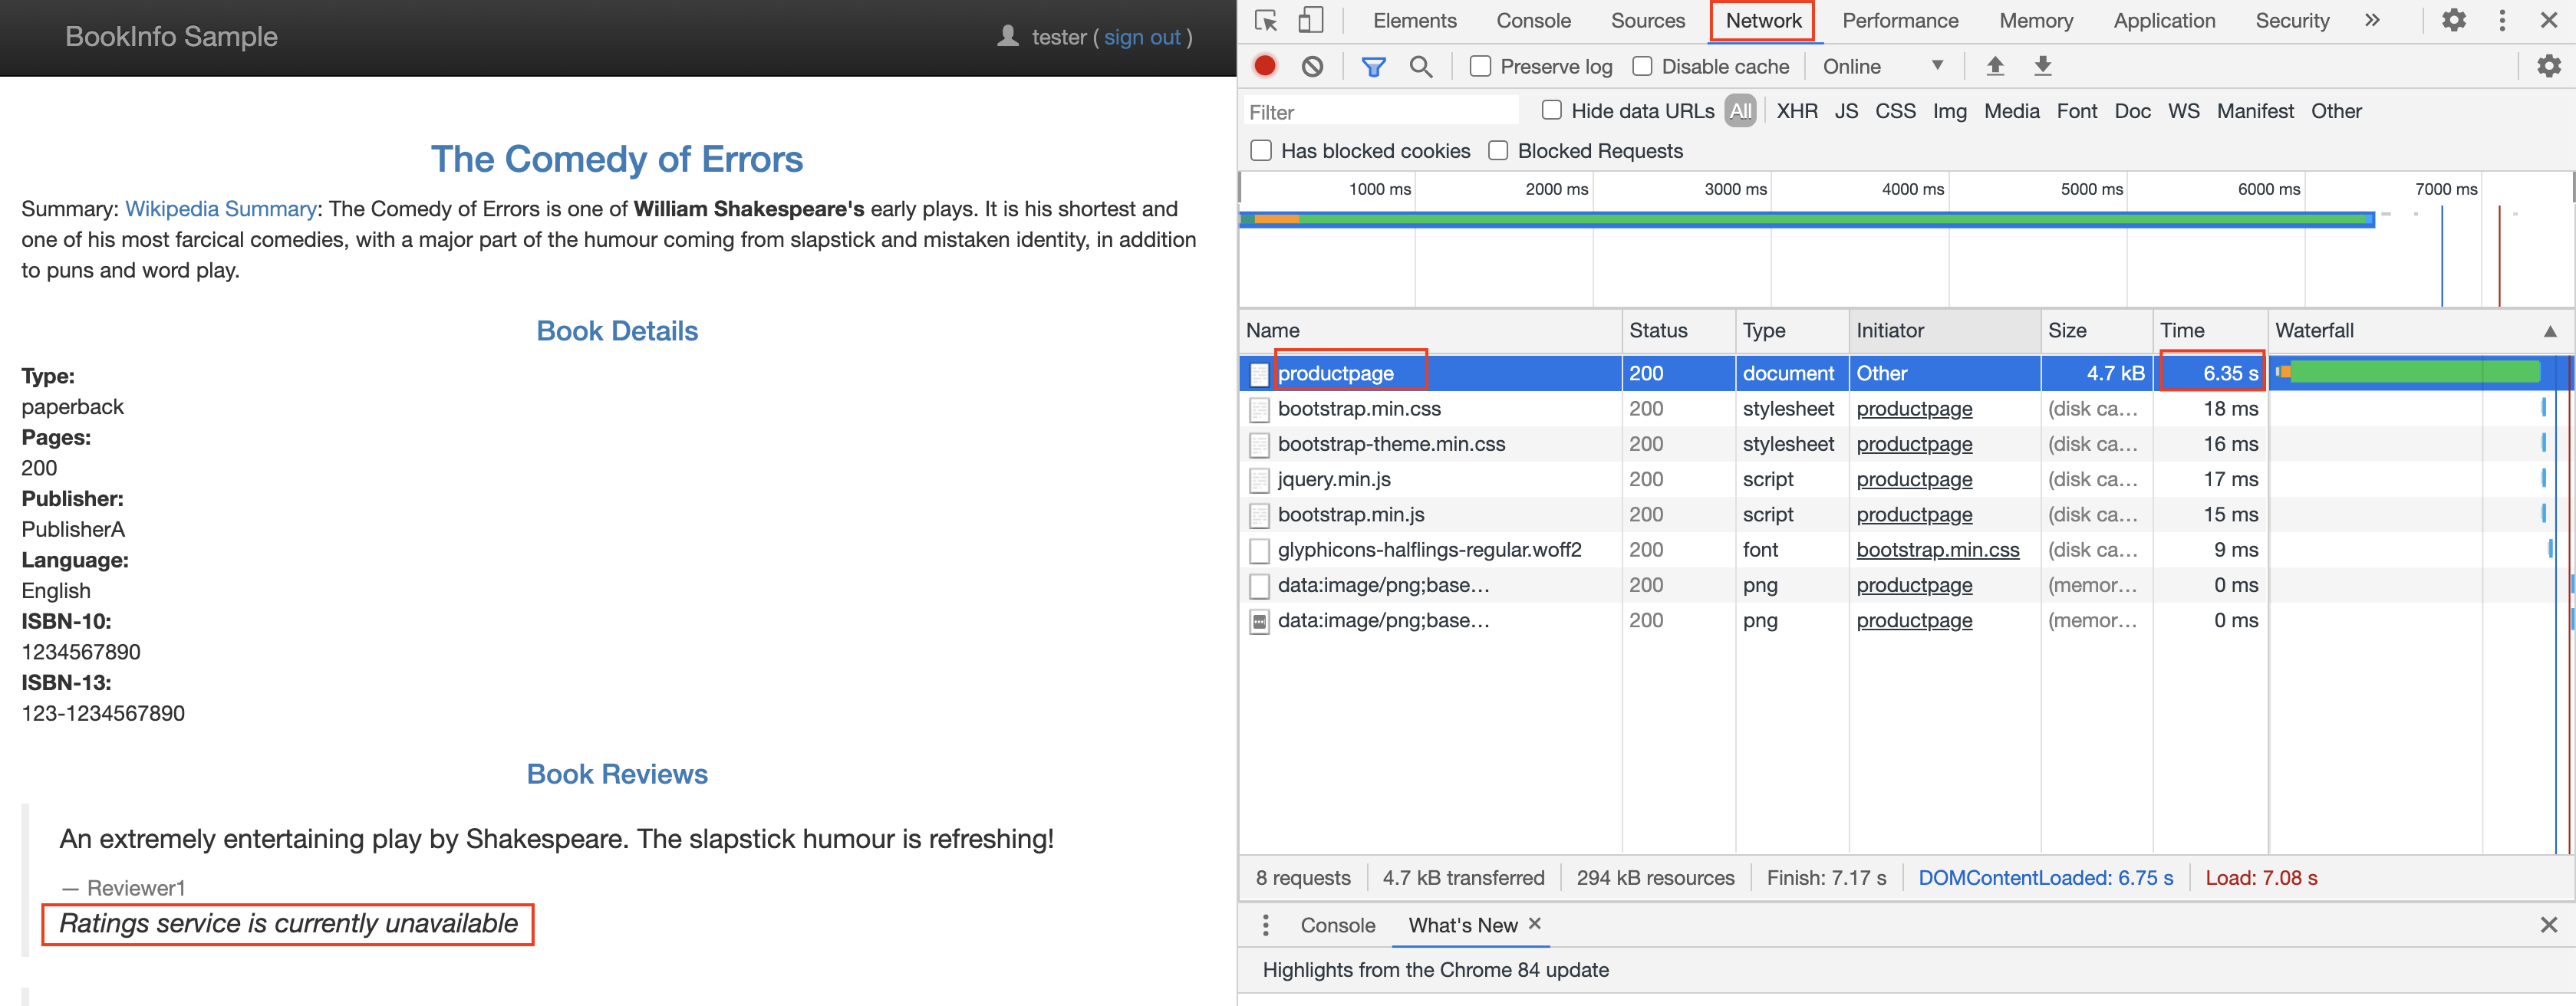 BookInfo Sample
tester ( sign out )
The Comedy of Errors
Summary: Wikipedia Summary: The Comedy of Errors is one of William Shakespeare's early plays. It is his shortest and
one of his most farcical comedies, with a major part of the humour coming from slapstick and mistaken identity, in addition
to puns and word play.
Book Details
Type:
paperback
Pages:
200
Publisher:
PublisherA
Language:
English
ISBN-10:
1234567890
ISBN-13:
123-1234567890
Book Reviews
An extremely entertaining play by Shakespeare. The slapstick humour is refreshing!
— Reviewer1
Ratings service is currently unavailable
Elements Console Sources Network Performance Memory Application Security »
Preserve log Disable cache Online
Filter Hide data URLs All XHR JS CSS Img Media Font Doc WS Manifest Other
Has blocked cookies Blocked Requests
1000 ms 2000 ms 3000 ms 4000 ms 5000 ms 6000 ms 7000 ms
Name Status Type Initiator Size Time Waterfall
productpage 200 document Other 4.7 kB 6.35 s
bootstrap.min.css 200 stylesheet productpage (disk ca… 18 ms
bootstrap-theme.min.css 200 stylesheet productpage (disk ca… 16 ms
jquery.min.js 200 script productpage (disk ca… 17 ms
bootstrap.min.js 200 script productpage (disk ca… 15 ms
glyphicons-halflings-regular.woff2 200 font bootstrap.min.css (disk ca… 9 ms
data:image/png;base… 200 png productpage (memor… 0 ms
data:image/png;base… 200 png productpage (memor… 0 ms
8 requests 4.7 kB transferred 294 kB resources Finish: 7.17 s DOMContentLoaded: 6.75 s Load: 7.08 s
Console What's New
Highlights from the Chrome 84 update